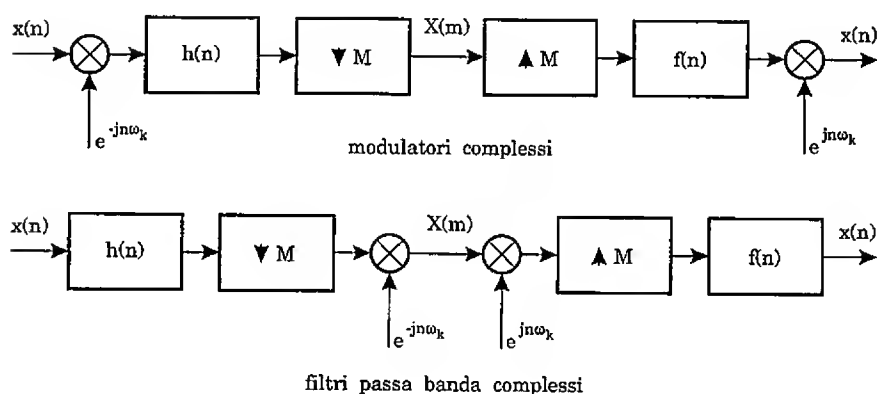 x(n) h(n) ▼ M X(m) ▲ M f(n) x(n)
e^-jnω_k e^jnω_k
modulatori complessi
x(n) h(n) ▼ M X(m) ▲ M f(n) x(n)
e^-jnω_k e^jnω_k
filtri passa banda complessi